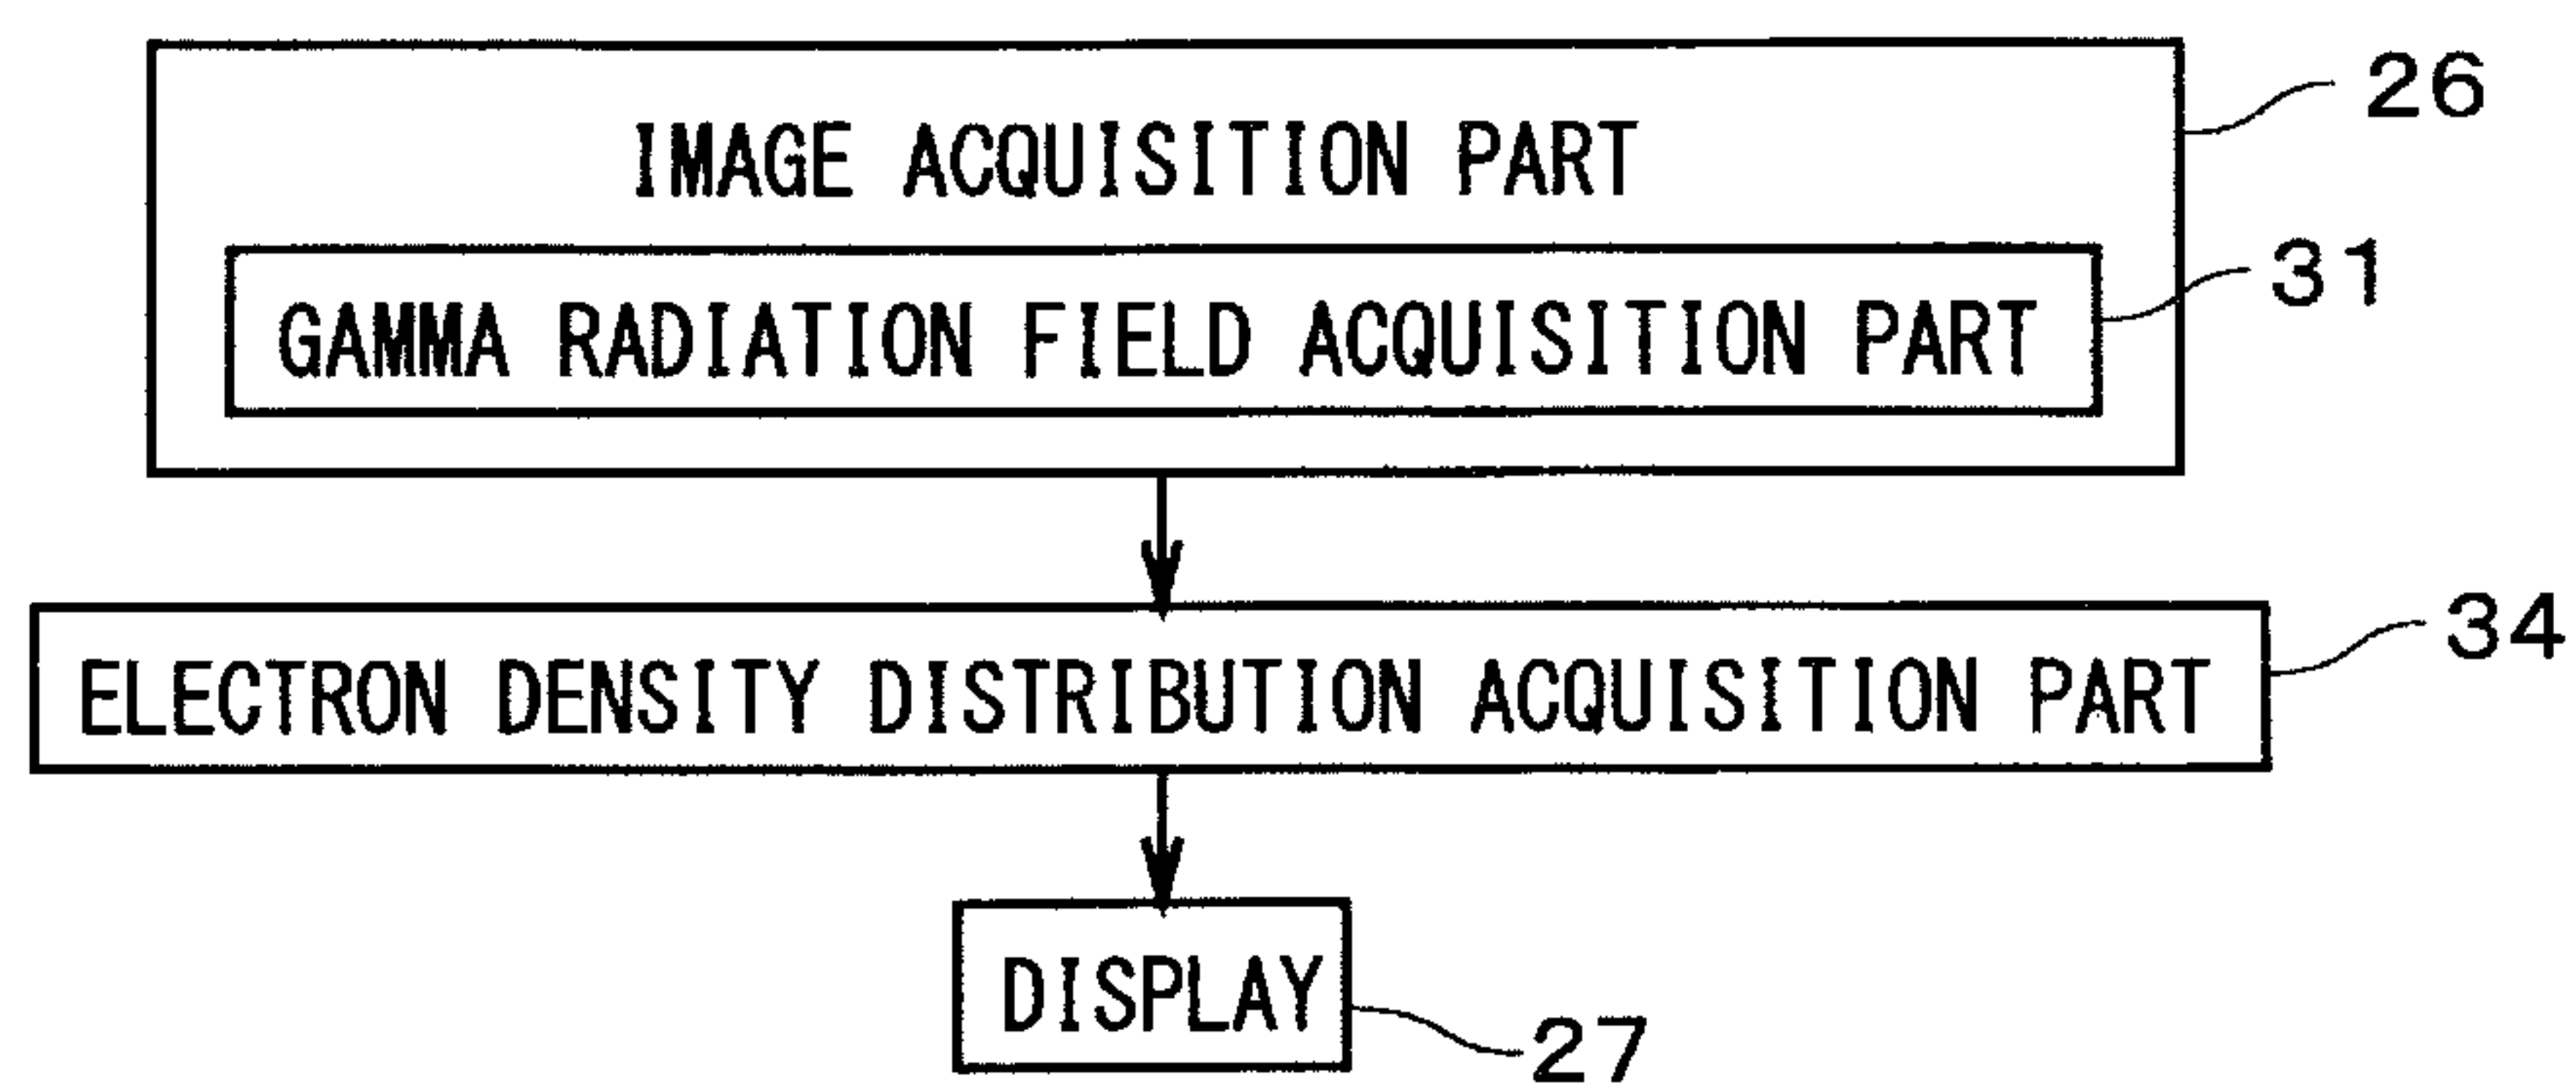 26
IMAGE ACQUISITION PART
31
GAMMA RADIATION FIELD ACQUISITION PART
34
ELECTRON DENSITY DISTRIBUTION ACQUISITION PART
DISPLAY
27